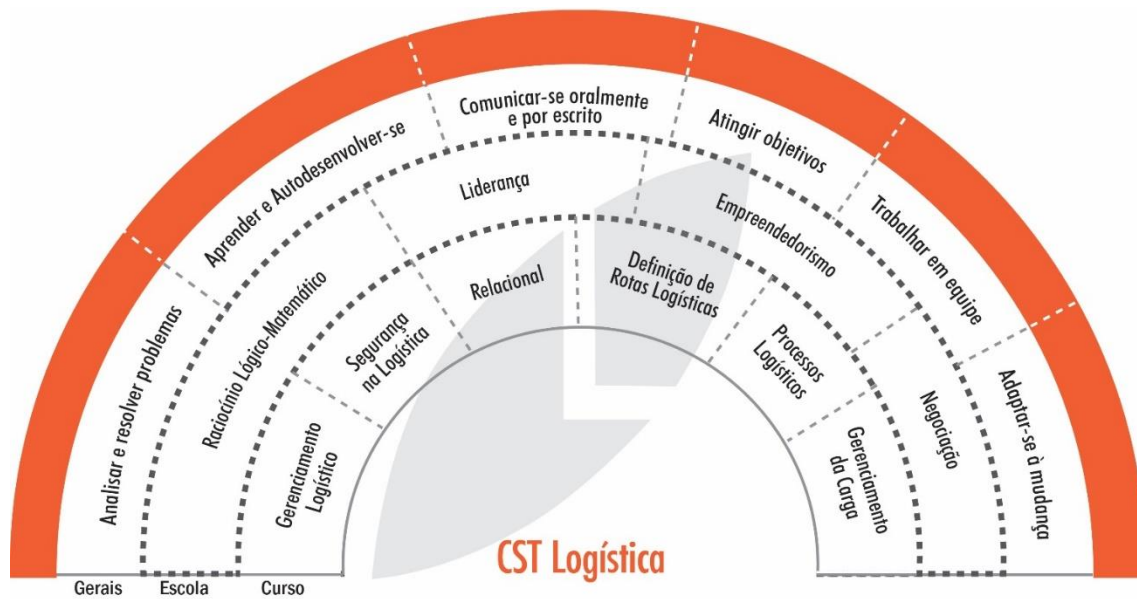 Analisar e resolver problemas
Aprender e Autodesenvolver-se
Comunicar-se oralmente
e por escrito
Atingir objetivos
Trabalhar em equipe
Adaptar-se à mudança
Raciocínio Lógico-Matemático
Liderança
Empreendedorismo
Negociação
Gerenciamento
Logístico
Segurança
na Logística
Relacional
Definição de
Rotas Logísticas
Processos
Logísticos
Gerenciamento
da Carga
CST Logística
Gerais
Escola
Curso